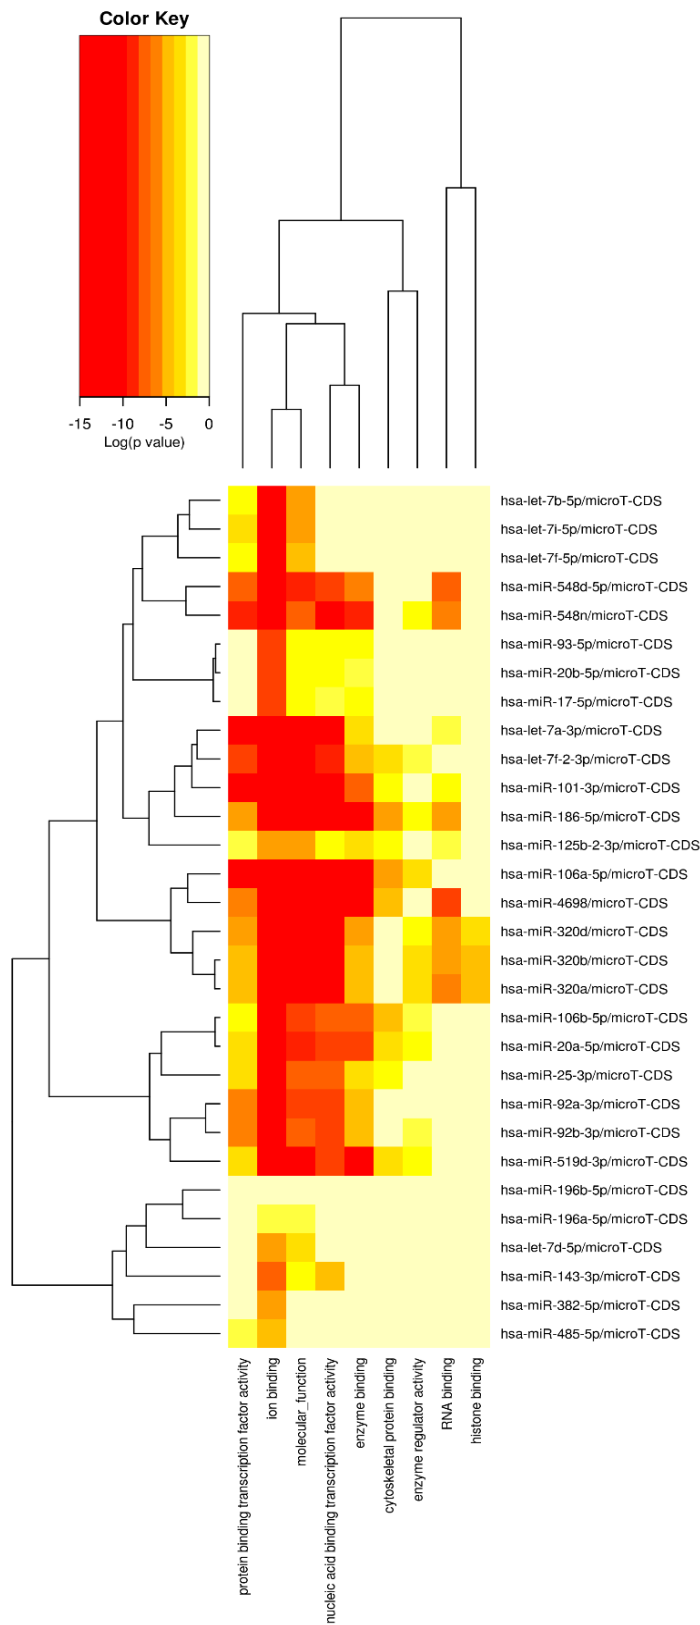 Color Key
-15 -10 -5 0
Log(p value)
hsa-let-7b-5p/microT-CDS
hsa-let-7i-5p/microT-CDS
hsa-let-7f-5p/microT-CDS
hsa-miR-548d-5p/microT-CDS
hsa-miR-548n/microT-CDS
hsa-miR-93-5p/microT-CDS
hsa-miR-20b-5p/microT-CDS
hsa-miR-17-5p/microT-CDS
hsa-let-7a-3p/microT-CDS
hsa-let-7f-2-3p/microT-CDS
hsa-miR-101-3p/microT-CDS
hsa-miR-186-5p/microT-CDS
hsa-miR-125b-2-3p/microT-CDS
hsa-miR-106a-5p/microT-CDS
hsa-miR-4698/microT-CDS
hsa-miR-320d/microT-CDS
hsa-miR-320b/microT-CDS
hsa-miR-320a/microT-CDS
hsa-miR-106b-5p/microT-CDS
hsa-miR-20a-5p/microT-CDS
hsa-miR-25-3p/microT-CDS
hsa-miR-92a-3p/microT-CDS
hsa-miR-92b-3p/microT-CDS
hsa-miR-519d-3p/microT-CDS
hsa-miR-196b-5p/microT-CDS
hsa-miR-196a-5p/microT-CDS
hsa-let-7d-5p/microT-CDS
hsa-miR-143-3p/microT-CDS
hsa-miR-382-5p/microT-CDS
hsa-miR-485-5p/microT-CDS
protein binding transcription factor activity
ion binding
molecular_function
nucleic acid binding transcription factor activity
enzyme binding
cytoskeletal protein binding
enzyme regulator activity
RNA binding
histone binding